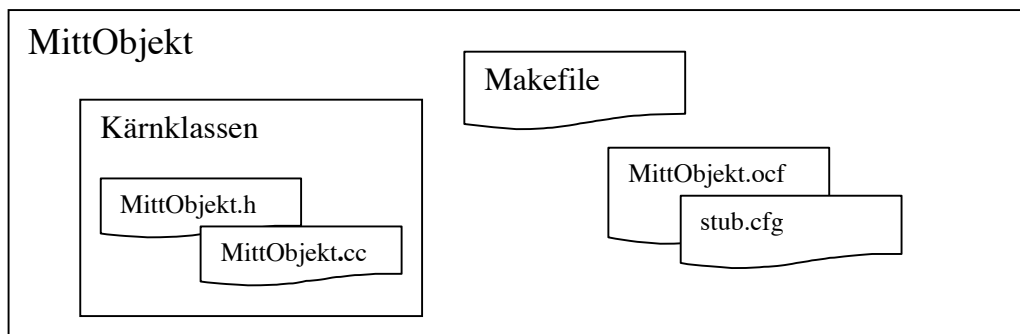 MittObjekt
Makefile
Kärnklassen
MittObjekt.h
MittObjekt.cc
MittObjekt.ocf
stub.cfg